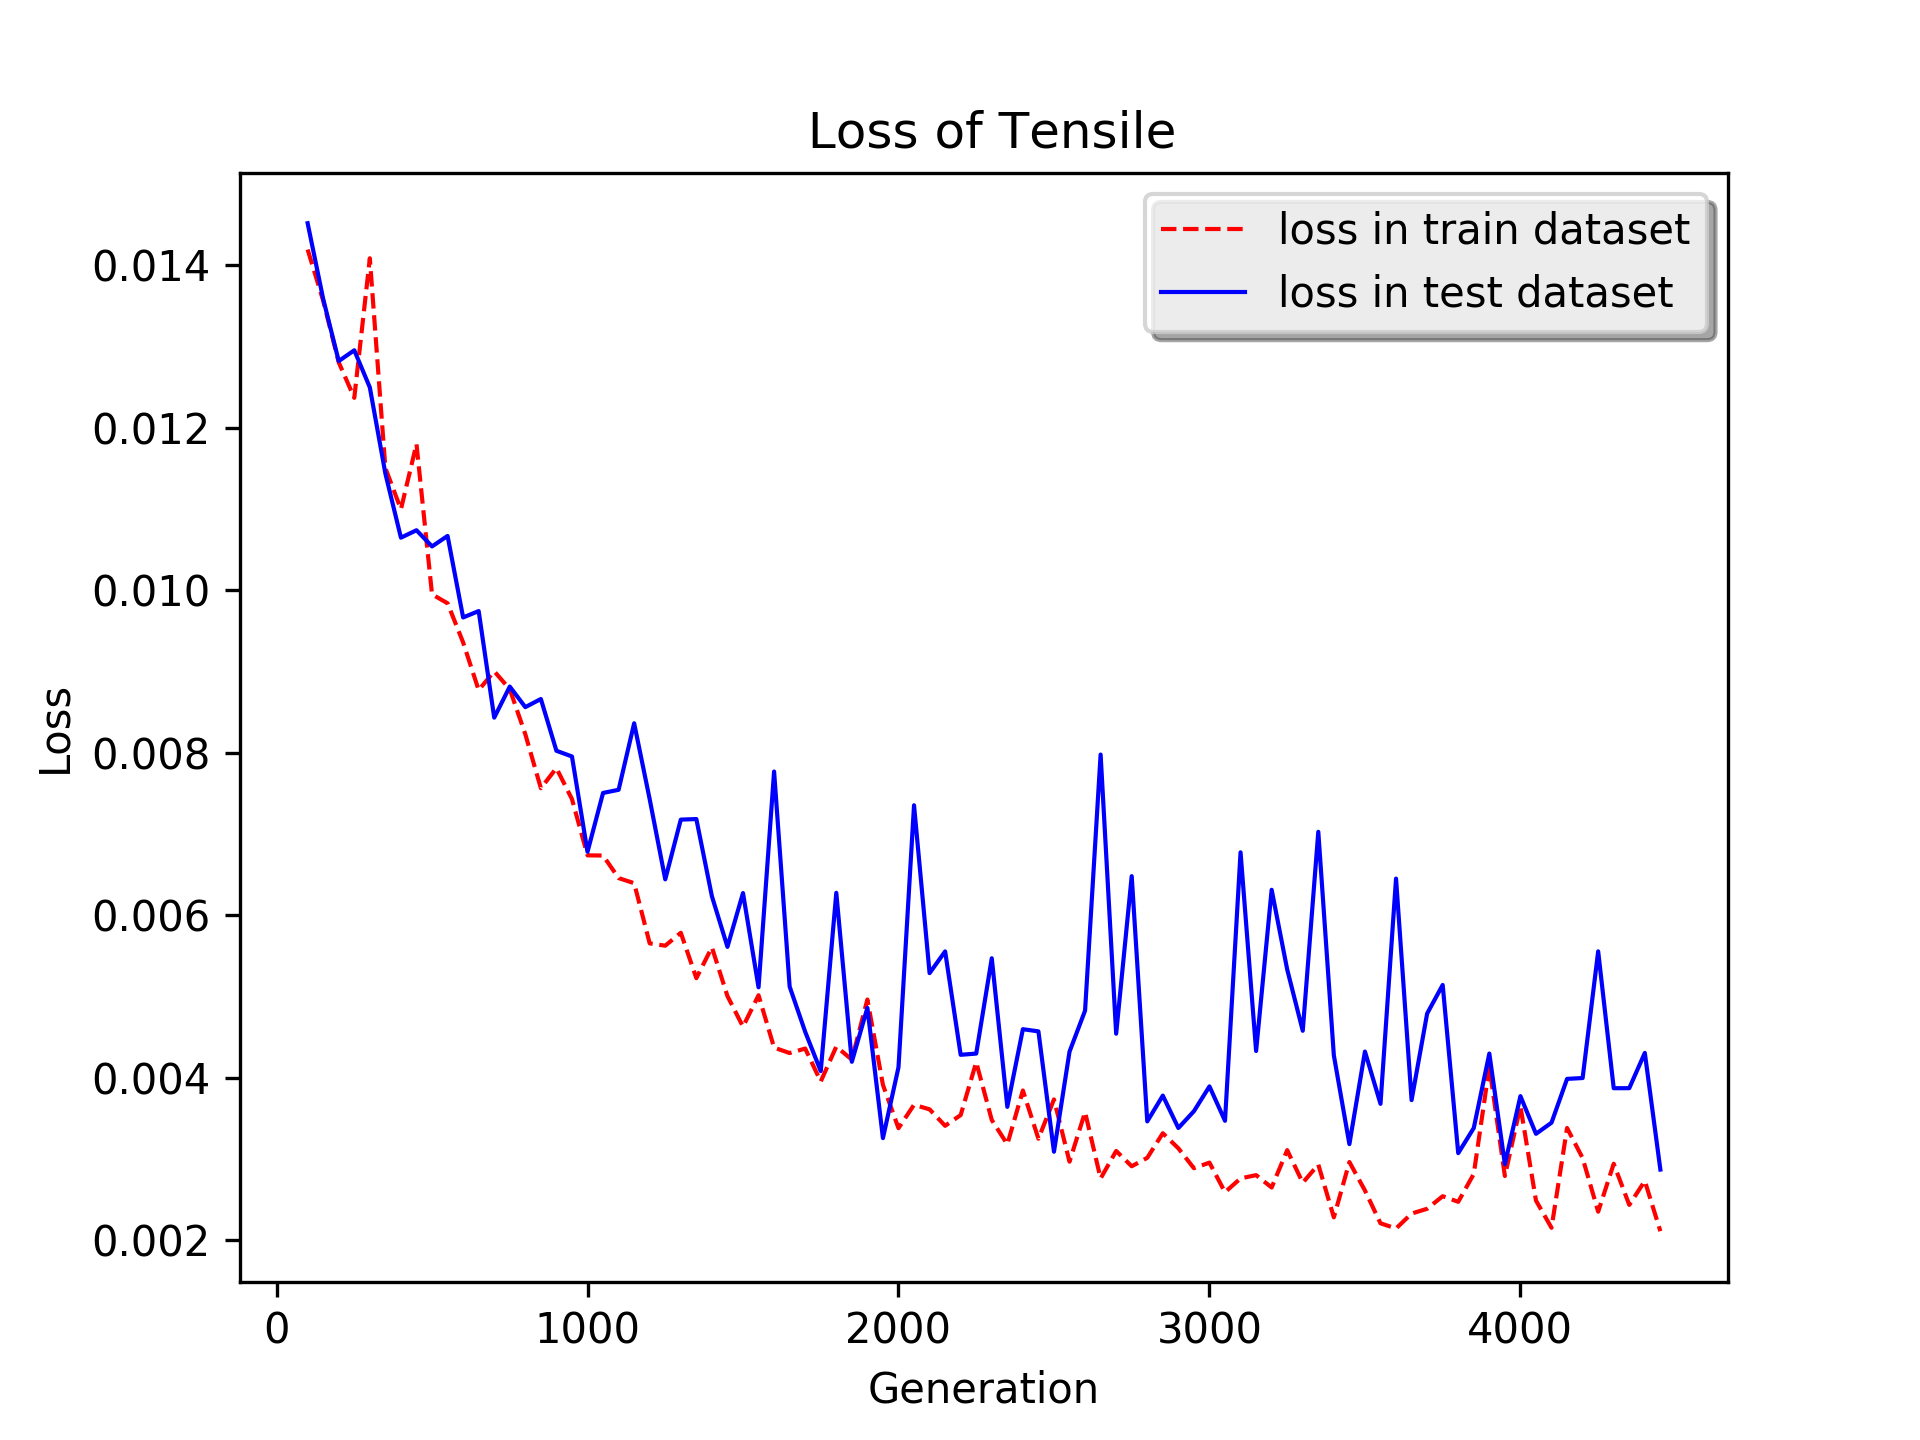 Loss of Tensile
loss in train dataset
loss in test dataset
0.014
0.012
0.010
0.008
0.006
0.004
0.002
Loss
0 1000 2000 3000 4000
Generation